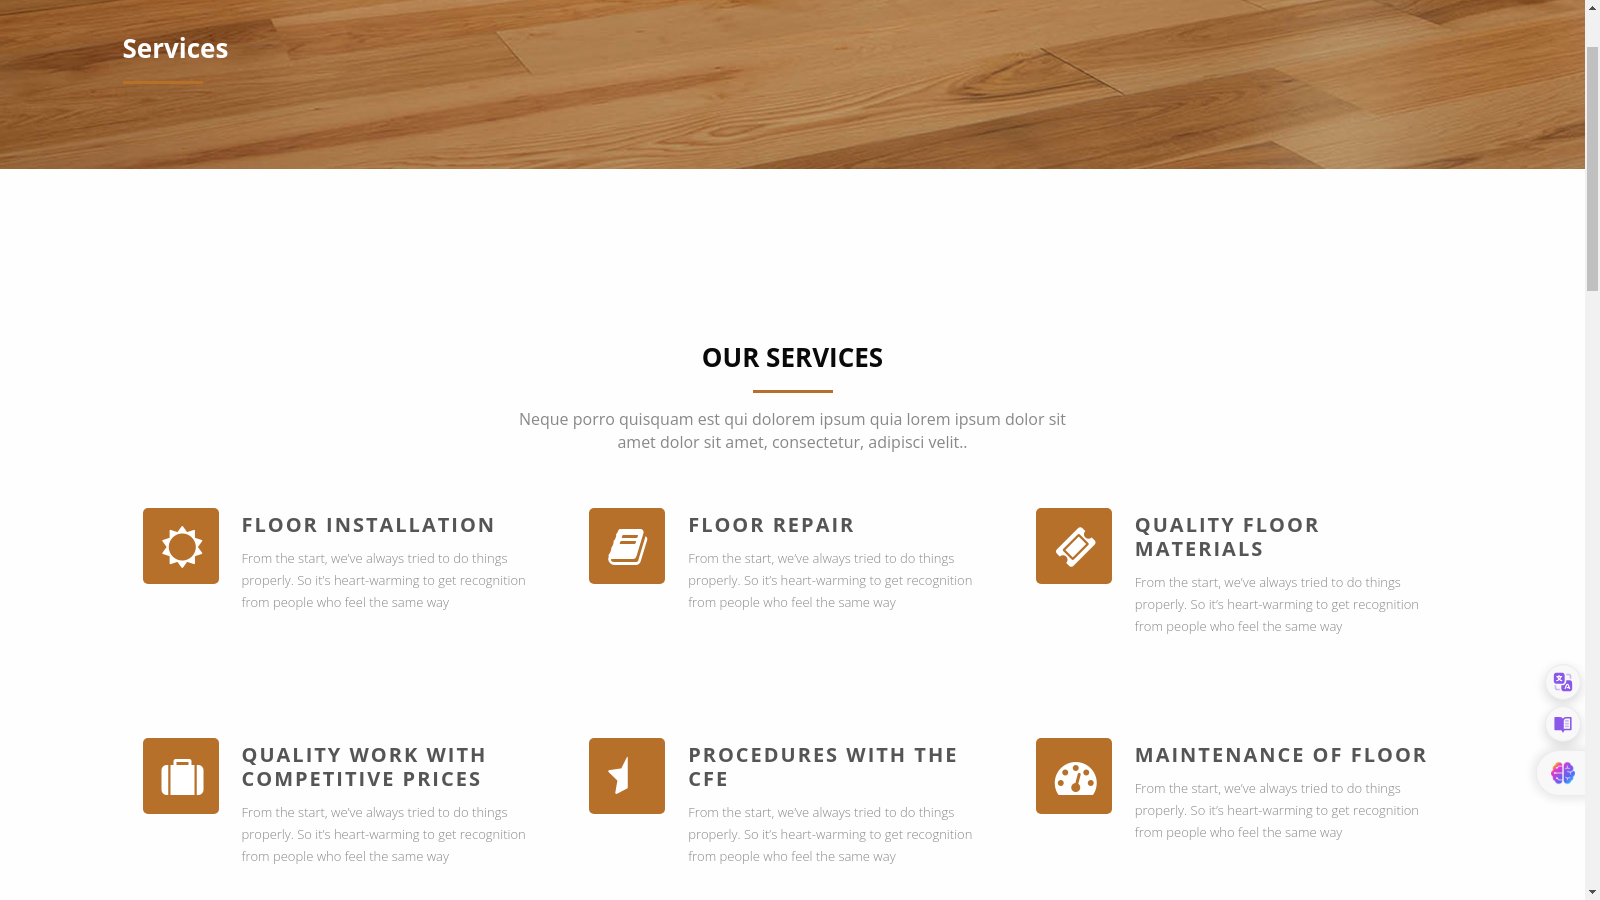 Services
OUR SERVICES
Neque porro quisquam est qui dolorem ipsum quia lorem ipsum dolor sit
amet dolor sit amet, consectetur, adipisci velit..
FLOOR INSTALLATION
From the start, we’ve always tried to do things
properly. So it’s heart-warming to get recognition
from people who feel the same way
FLOOR REPAIR
From the start, we’ve always tried to do things
properly. So it’s heart-warming to get recognition
from people who feel the same way
QUALITY FLOOR
MATERIALS
From the start, we’ve always tried to do things
properly. So it’s heart-warming to get recognition
from people who feel the same way
QUALITY WORK WITH
COMPETITIVE PRICES
From the start, we’ve always tried to do things
properly. So it’s heart-warming to get recognition
from people who feel the same way
PROCEDURES WITH THE
CFE
From the start, we’ve always tried to do things
properly. So it’s heart-warming to get recognition
from people who feel the same way
MAINTENANCE OF FLOOR
From the start, we’ve always tried to do things
properly. So it’s heart-warming to get recognition
from people who feel the same way